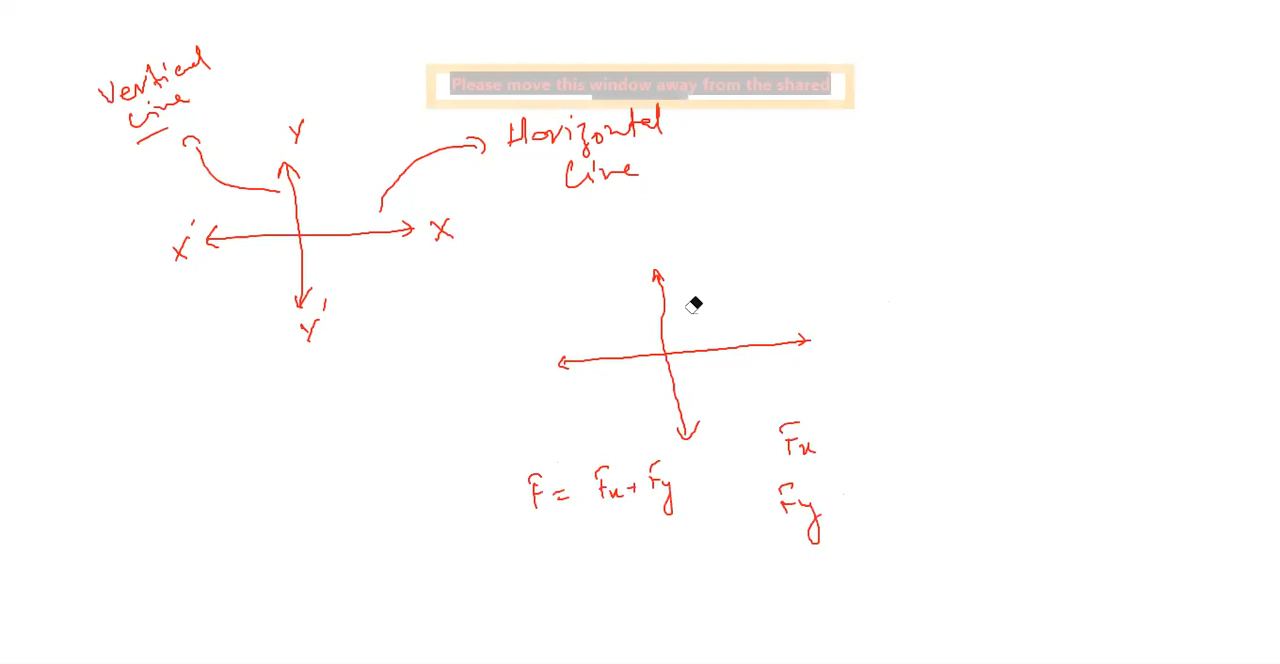 Vertical
Line
Please move this window away from the shared
Horizontal
Line
Y
X'
X
Y'
Fx
F = Fx + Fy
Fy